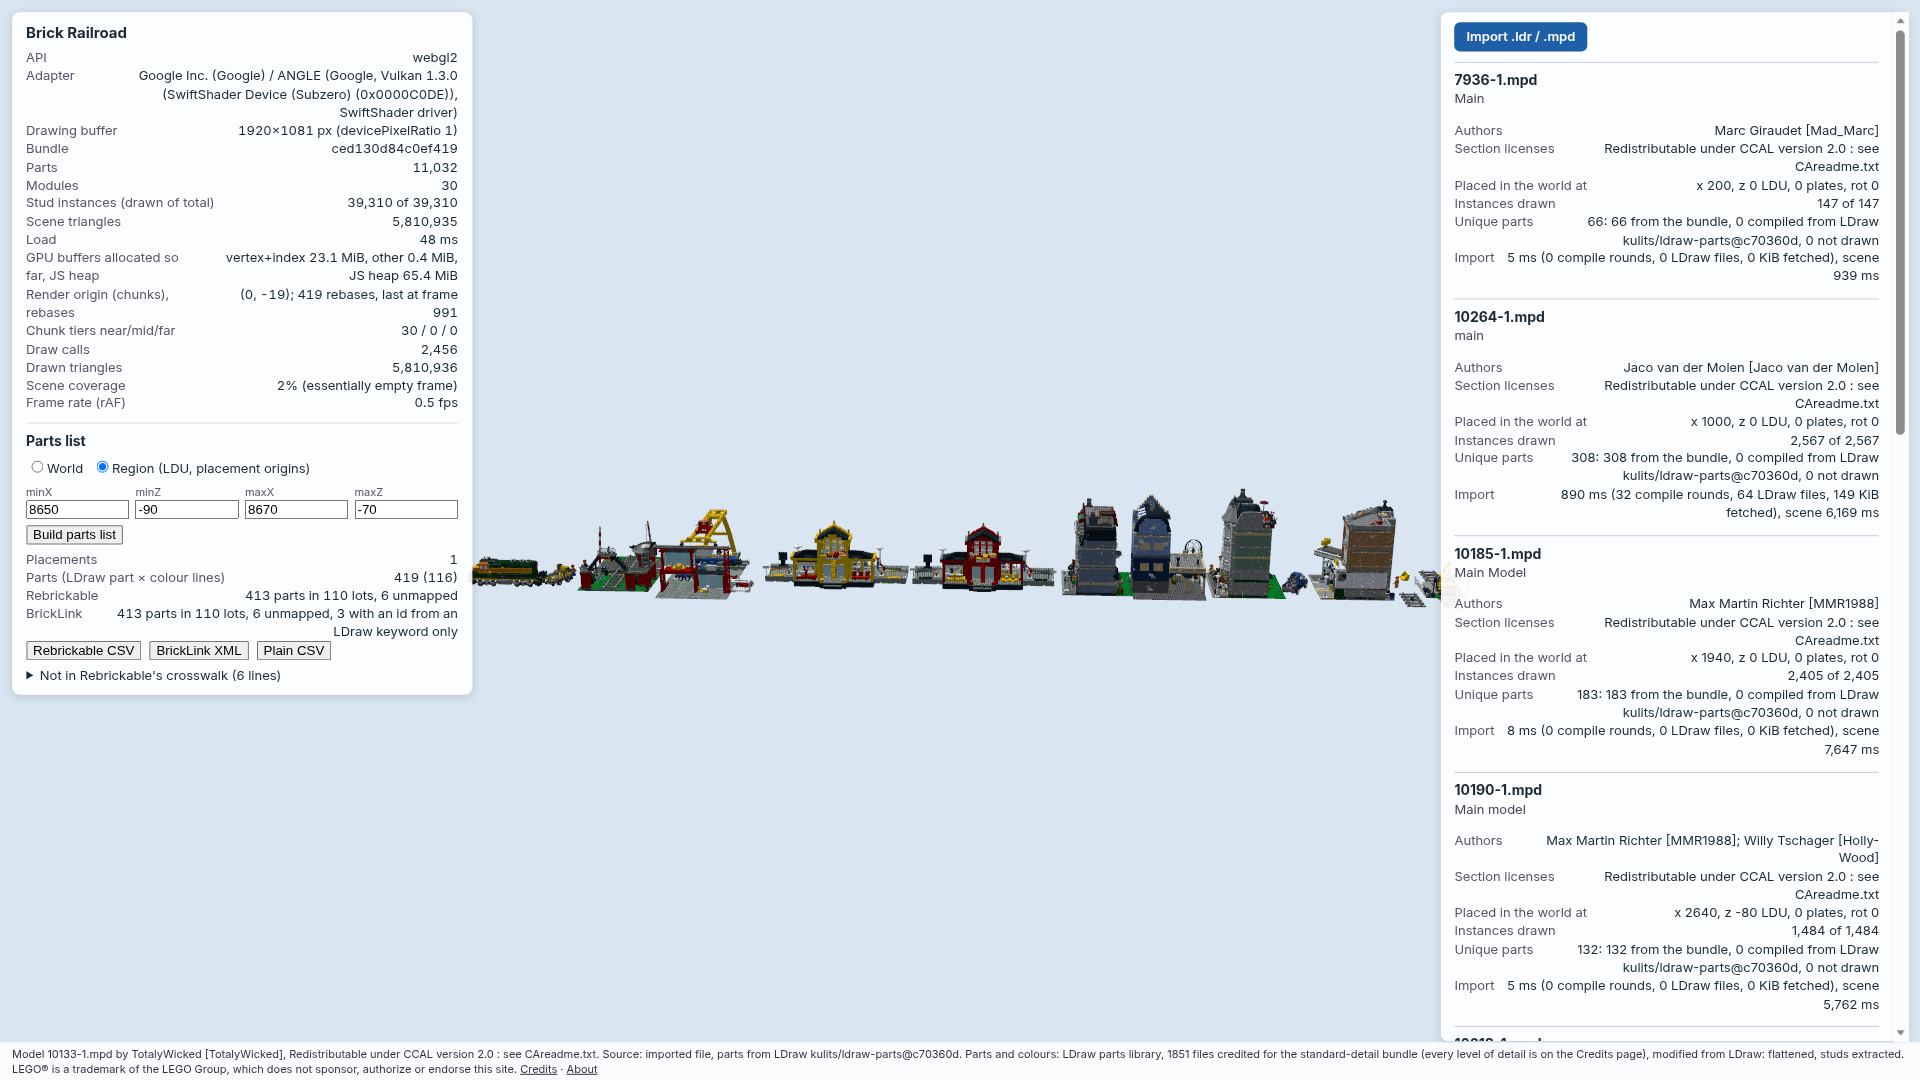 Brick Railroad
API webgl2
Adapter Google Inc. (Google) / ANGLE (Google, Vulkan 1.3.0
(SwiftShader Device (Subzero) (0x0000C0DE)),
SwiftShader driver)
Drawing buffer 1920×1081 px (devicePixelRatio 1)
Bundle ced130d84c0ef419
Parts 11,032
Modules 30
Stud instances (drawn of total) 39,310 of 39,310
Scene triangles 5,810,935
Load 48 ms
GPU buffers allocated so vertex+index 23.1 MiB, other 0.4 MiB,
far, JS heap JS heap 65.4 MiB
Render origin (chunks), (0, -19); 419 rebases, last at frame
rebases 991
Chunk tiers near/mid/far 30 / 0 / 0
Draw calls 2,456
Drawn triangles 5,810,936
Scene coverage 2% (essentially empty frame)
Frame rate (rAF) 0.5 fps
Parts list
World Region (LDU, placement origins)
minX minZ maxX maxZ
8650 -90 8670 -70
Build parts list
Placements 1
Parts (LDraw part × colour lines) 419 (116)
Rebrickable 413 parts in 110 lots, 6 unmapped
BrickLink 413 parts in 110 lots, 6 unmapped, 3 with an id from an
LDraw keyword only
Rebrickable CSV BrickLink XML Plain CSV
▶ Not in Rebrickable's crosswalk (6 lines)
Import .ldr / .mpd
7936-1.mpd
Main
Authors Marc Giraudet [Mad_Marc]
Section licenses Redistributable under CCAL version 2.0 : see
CAreadme.txt
Placed in the world at x 200, z 0 LDU, 0 plates, rot 0
Instances drawn 147 of 147
Unique parts 66: 66 from the bundle, 0 compiled from LDraw
kulits/ldraw-parts@c70360d, 0 not drawn
Import 5 ms (0 compile rounds, 0 LDraw files, 0 KiB fetched), scene
939 ms
10264-1.mpd
main
Authors Jaco van der Molen [Jaco van der Molen]
Section licenses Redistributable under CCAL version 2.0 : see
CAreadme.txt
Placed in the world at x 1000, z 0 LDU, 0 plates, rot 0
Instances drawn 2,567 of 2,567
Unique parts 308: 308 from the bundle, 0 compiled from LDraw
kulits/ldraw-parts@c70360d, 0 not drawn
Import 890 ms (32 compile rounds, 64 LDraw files, 149 KiB
fetched), scene 6,169 ms
10185-1.mpd
Main Model
Authors Max Martin Richter [MMR1988]
Section licenses Redistributable under CCAL version 2.0 : see
CAreadme.txt
Placed in the world at x 1940, z 0 LDU, 0 plates, rot 0
Instances drawn 2,405 of 2,405
Unique parts 183: 183 from the bundle, 0 compiled from LDraw
kulits/ldraw-parts@c70360d, 0 not drawn
Import 8 ms (0 compile rounds, 0 LDraw files, 0 KiB fetched), scene
7,647 ms
10190-1.mpd
Main model
Authors Max Martin Richter [MMR1988]; Willy Tschager [Holly-
Wood]
Section licenses Redistributable under CCAL version 2.0 : see
CAreadme.txt
Placed in the world at x 2640, z -80 LDU, 0 plates, rot 0
Instances drawn 1,484 of 1,484
Unique parts 132: 132 from the bundle, 0 compiled from LDraw
kulits/ldraw-parts@c70360d, 0 not drawn
Import 5 ms (0 compile rounds, 0 LDraw files, 0 KiB fetched), scene
5,762 ms
Model 10133-1.mpd by TotalyWicked [TotalyWicked], Redistributable under CCAL version 2.0 : see CAreadme.txt. Source: imported file, parts from LDraw kulits/ldraw-parts@c70360d. Parts and colours: LDraw parts library, 1851 files credited for the standard-detail bundle (every level of detail is on the Credits page), modified from LDraw: flattened, studs extracted.
LEGO® is a trademark of the LEGO Group, which does not sponsor, authorize or endorse this site. Credits · About